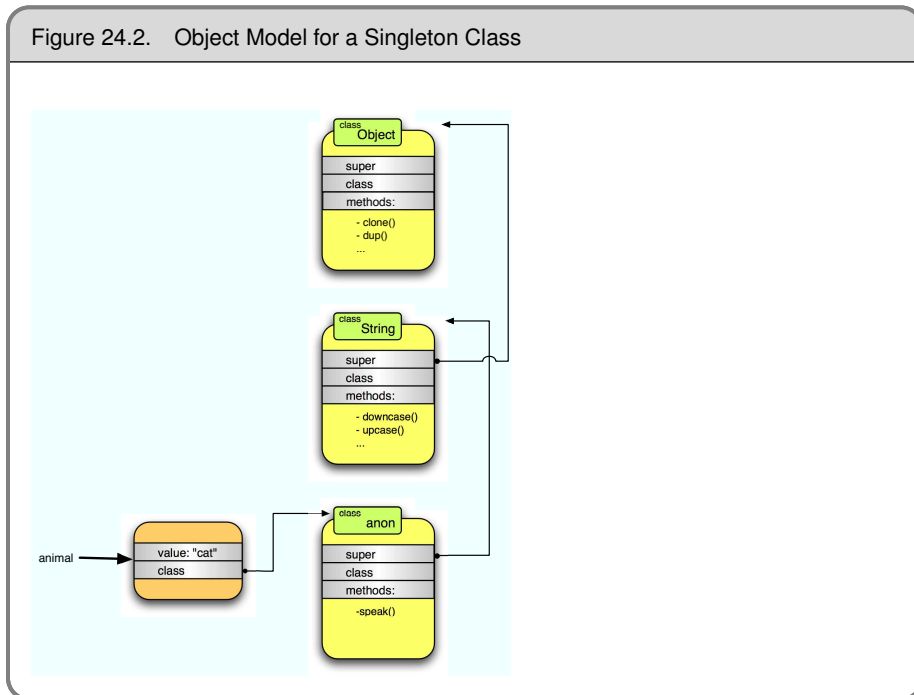 Figure 24.2. Object Model for a Singleton Class
class
Object
super
class
methods:
- clone()
- dup()
...
class
String
super
class
methods:
- downcase()
- upcase()
...
animal
value: "cat"
class
class
anon
super
class
methods:
-speak()